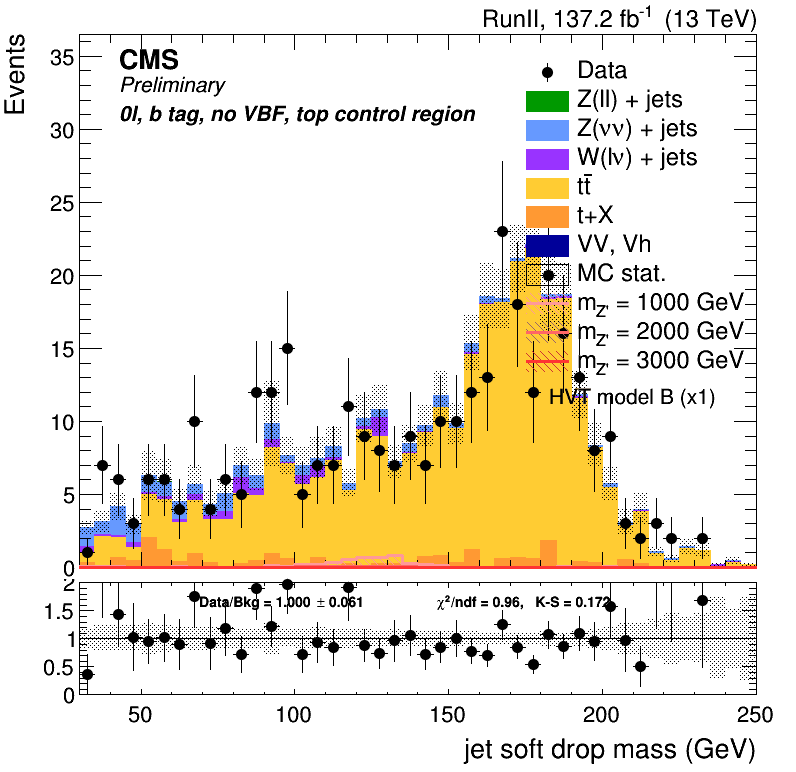 RunII, 137.2 fb⁻¹ (13 TeV)
Events
CMS
Preliminary
0l, b tag, no VBF, top control region
Data
Z(ll) + jets
Z(νν) + jets
W(lν) + jets
tt̄
t+X
VV, Vh
MC stat.
m_Z' = 1000 GeV
m_Z' = 2000 GeV
m_Z' = 3000 GeV
HVT model B (x1)
35
30
25
20
15
10
5
0
Data/Bkg = 1.000 ± 0.061
χ²/ndf = 0.96, K-S = 0.172
2
1.5
1
0.5
0
50 100 150 200 250
jet soft drop mass (GeV)